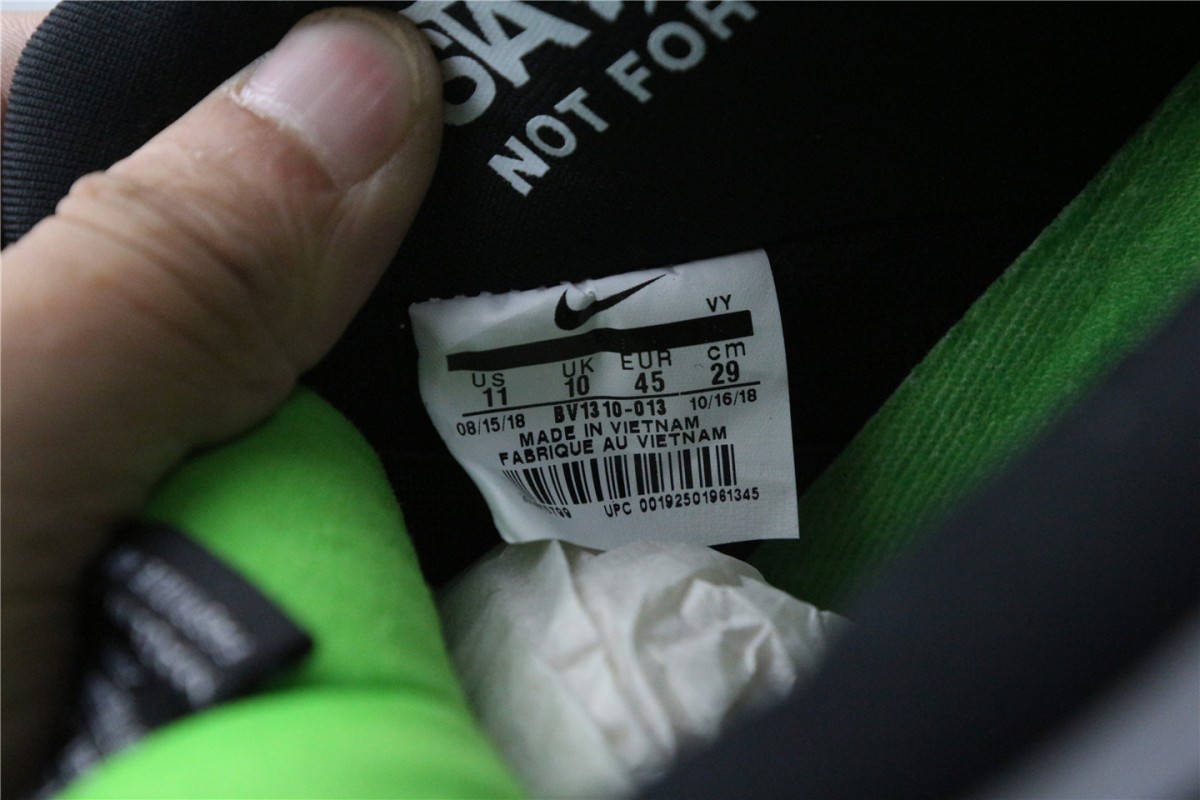 NOT FOR
VY
US UK EUR cm
11 10 45 29
08/15/18 BV1310-013 10/16/18
MADE IN VIETNAM
FABRIQUE AU VIETNAM
UPC 00192501961345